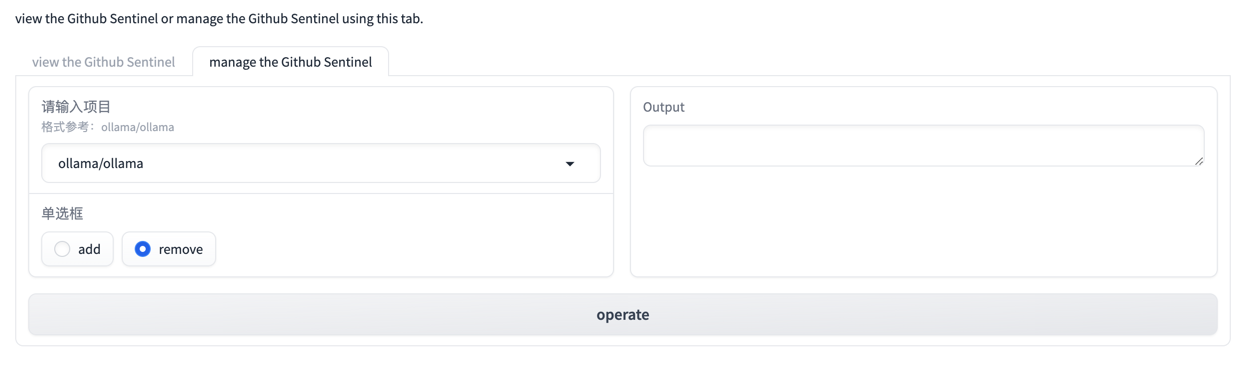 view the Github Sentinel or manage the Github Sentinel using this tab.
view the Github Sentinel
manage the Github Sentinel
请输入项目
格式参考：ollama/ollama
ollama/ollama
单选框
add
remove
Output
operate